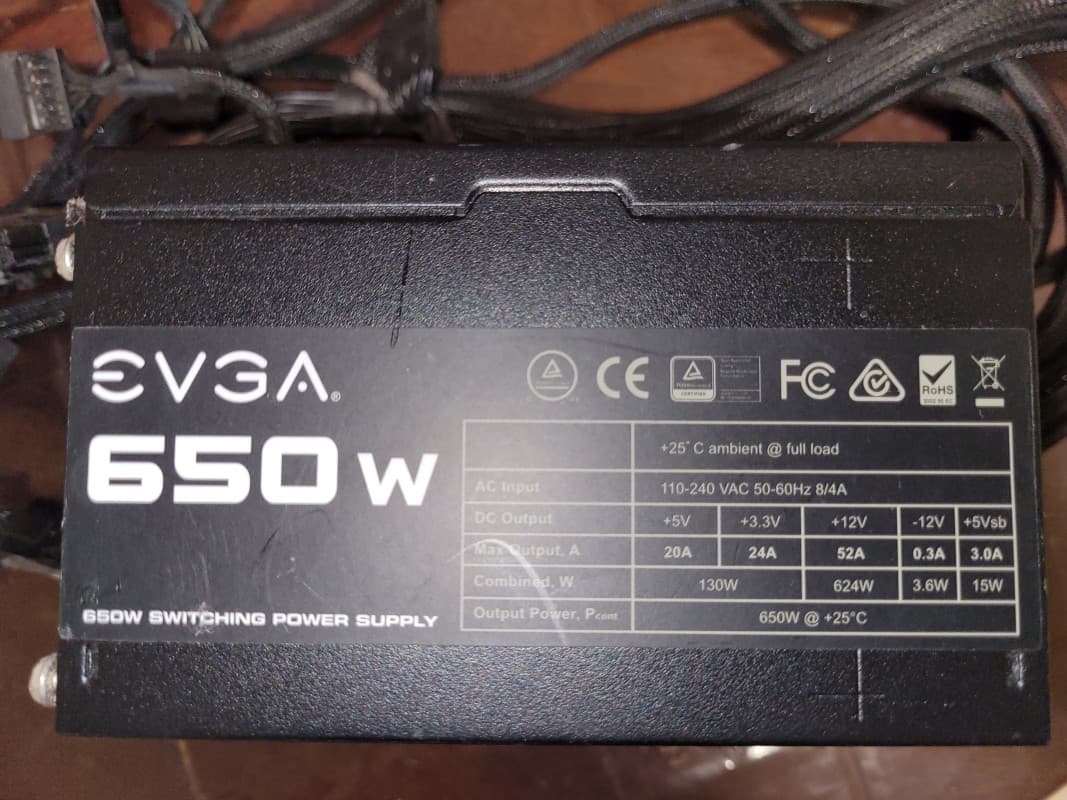 EVGA®
650 W
650W SWITCHING POWER SUPPLY
CE
FC
RoHS
+25° C ambient @ full load
AC Input 110-240 VAC 50-60Hz 8/4A
DC Output +5V +3.3V +12V -12V +5Vsb
Max Output, A 20A 24A 52A 0.3A 3.0A
Combined, W 130W 624W 3.6W 15W
Output Power, Pcont 650W @ +25°C